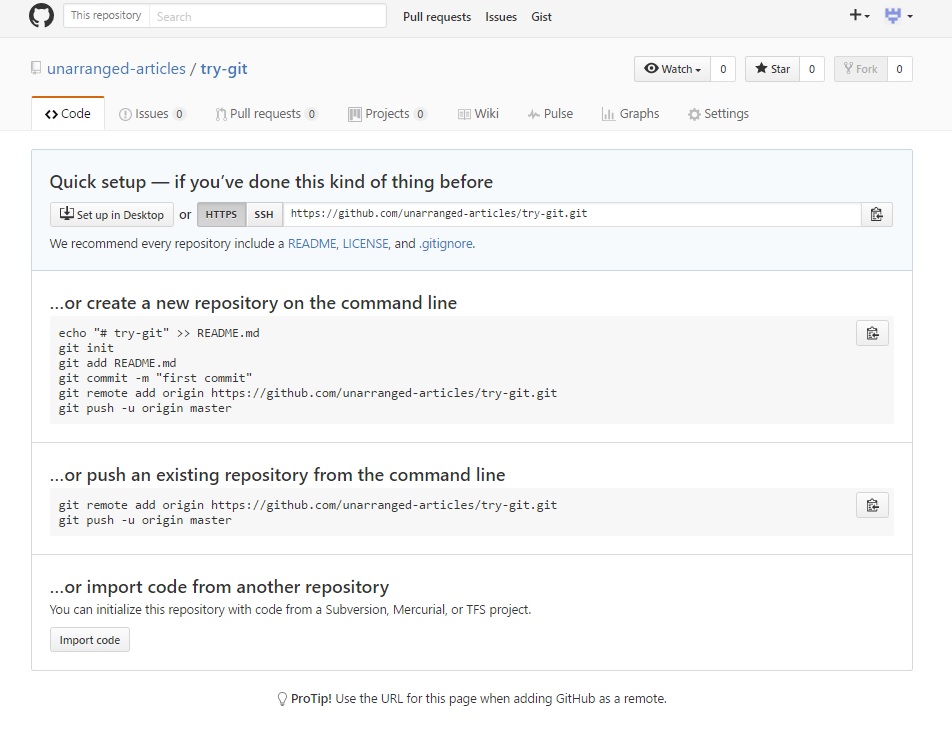 This repository Search Pull requests Issues Gist
unarranged-articles / try-git Watch 0 Star 0 Fork 0
Code Issues 0 Pull requests 0 Projects 0 Wiki Pulse Graphs Settings
Quick setup — if you’ve done this kind of thing before
Set up in Desktop or HTTPS SSH https://github.com/unarranged-articles/try-git.git
We recommend every repository include a README, LICENSE, and .gitignore.
…or create a new repository on the command line
echo "# try-git" >> README.md
git init
git add README.md
git commit -m "first commit"
git remote add origin https://github.com/unarranged-articles/try-git.git
git push -u origin master
…or push an existing repository from the command line
git remote add origin https://github.com/unarranged-articles/try-git.git
git push -u origin master
…or import code from another repository
You can initialize this repository with code from a Subversion, Mercurial, or TFS project.
Import code
ProTip! Use the URL for this page when adding GitHub as a remote.